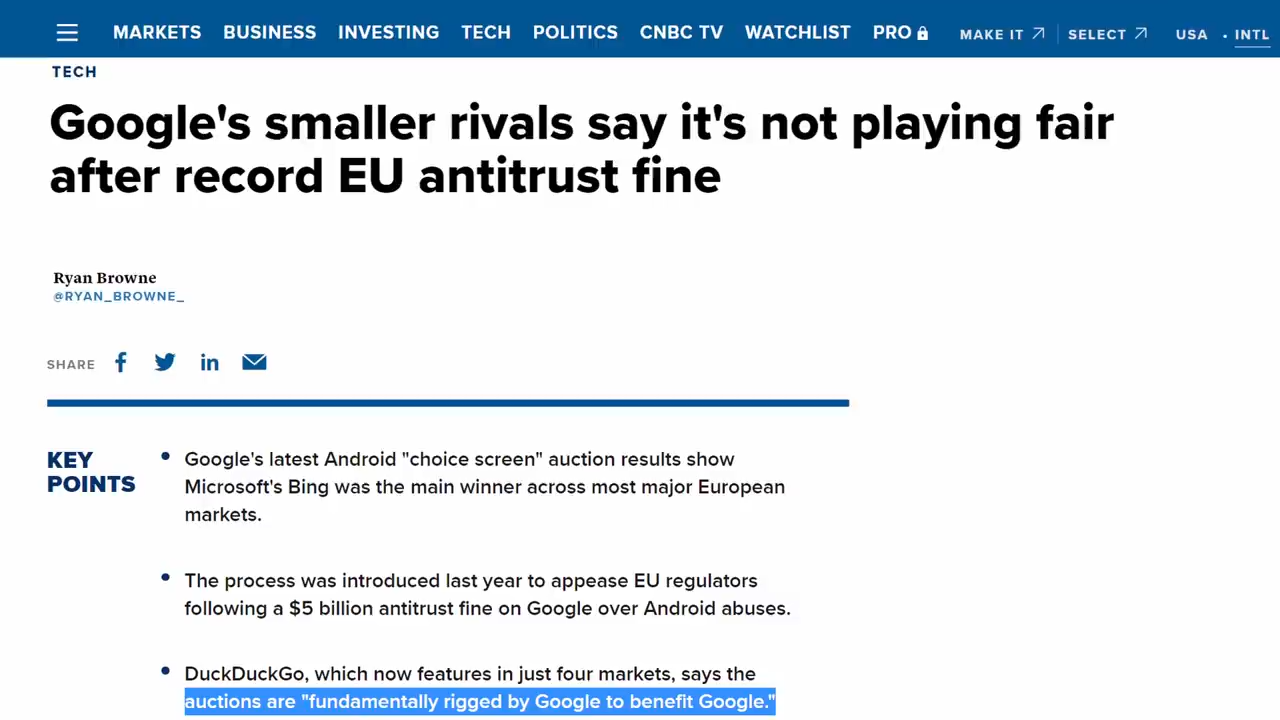 MARKETS BUSINESS INVESTING TECH POLITICS CNBC TV WATCHLIST PRO MAKE IT SELECT USA • INTL
TECH
Google's smaller rivals say it's not playing fair
after record EU antitrust fine
Ryan Browne
@RYAN_BROWNE_
SHARE
KEY
POINTS
• Google's latest Android "choice screen" auction results show
Microsoft's Bing was the main winner across most major European
markets.
• The process was introduced last year to appease EU regulators
following a $5 billion antitrust fine on Google over Android abuses.
• DuckDuckGo, which now features in just four markets, says the
auctions are "fundamentally rigged by Google to benefit Google."